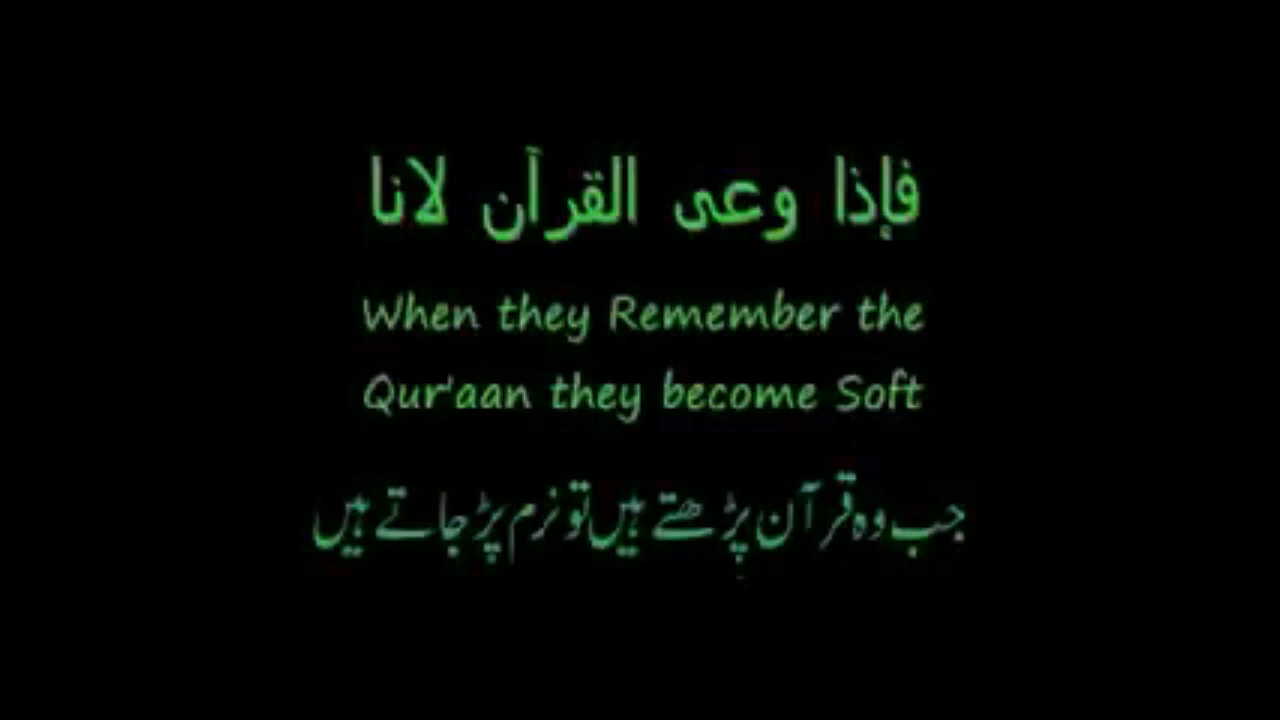 فإذا وعى القرآن لانا
When they Remember the
Qur'aan they become Soft
جب وہ قرآن پڑھتے ہیں تو نرم پڑ جاتے ہیں